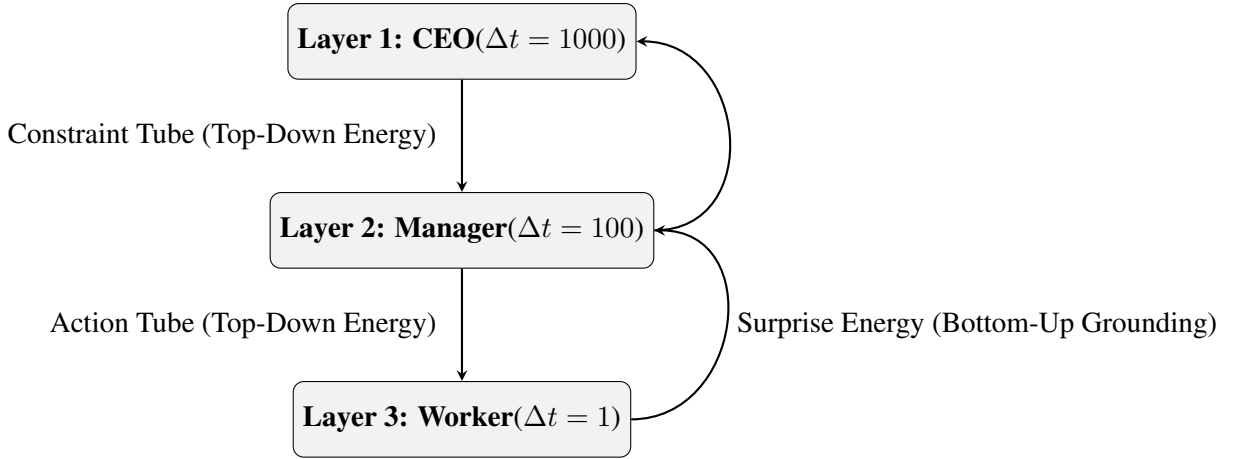 Layer 1: CEO(Δt = 1000)
Constraint Tube (Top-Down Energy)
Layer 2: Manager(Δt = 100)
Action Tube (Top-Down Energy)
Surprise Energy (Bottom-Up Grounding)
Layer 3: Worker(Δt = 1)